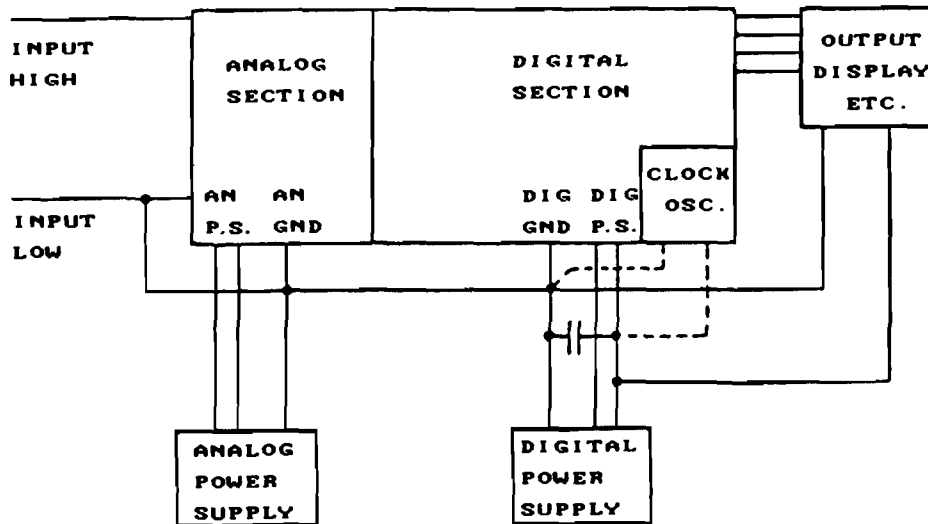 INPUT
HIGH
ANALOG
SECTION
DIGITAL
SECTION
OUTPUT
DISPLAY
ETC.
CLOCK
OSC.
INPUT
LOW
AN
P.S.
AN
GND
DIG
GND
DIG
P.S.
ANALOG
POWER
SUPPLY
DIGITAL
POWER
SUPPLY